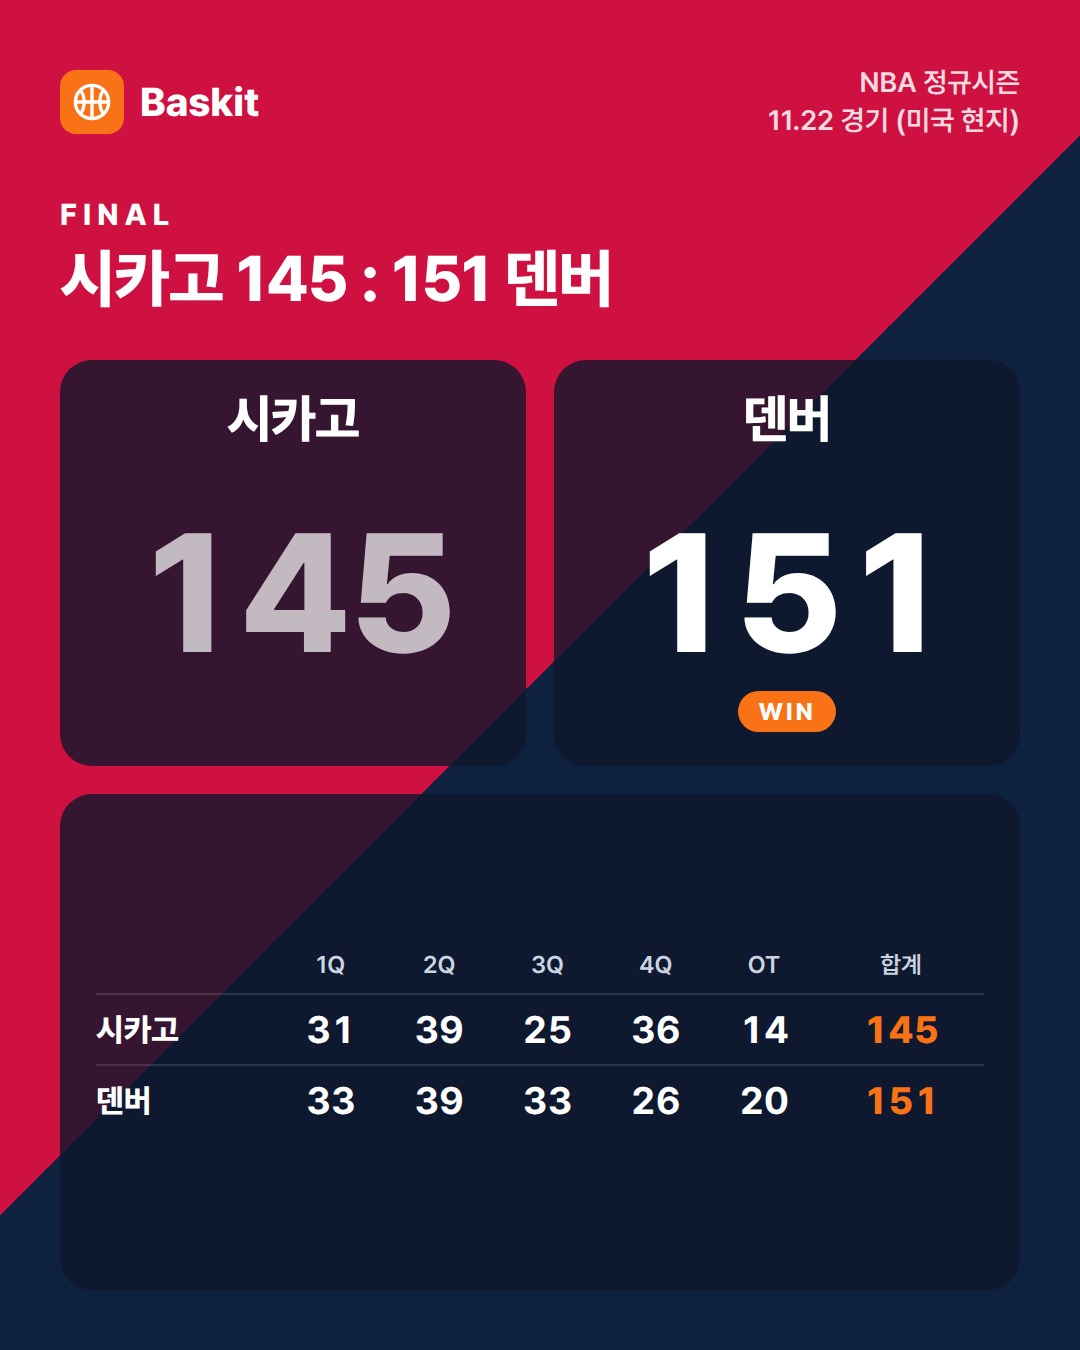 Baskit
NBA 정규시즌
11.22 경기 (미국 현지)
FINAL
시카고 145 : 151 덴버
시카고
145
덴버
151
WIN
1Q 2Q 3Q 4Q OT 합계
시카고 31 39 25 36 14 145
덴버 33 39 33 26 20 151